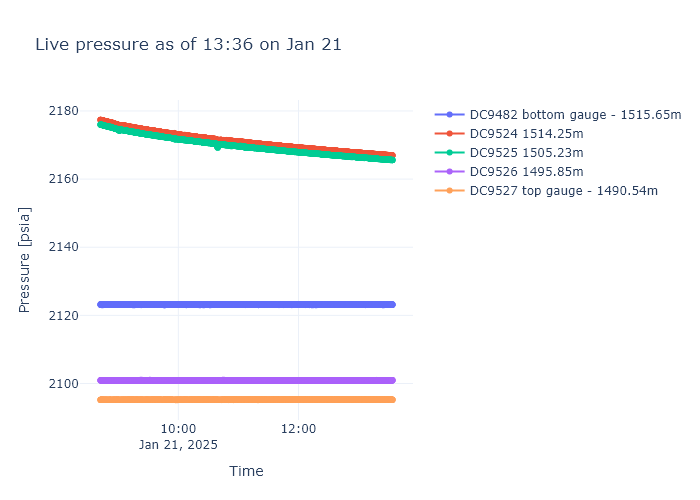 Live pressure as of 13:36 on Jan 21
DC9482 bottom gauge - 1515.65m
DC9524 1514.25m
DC9525 1505.23m
DC9526 1495.85m
DC9527 top gauge - 1490.54m
Pressure [psia]
2180
2160
2140
2120
2100
10:00
12:00
Jan 21, 2025
Time